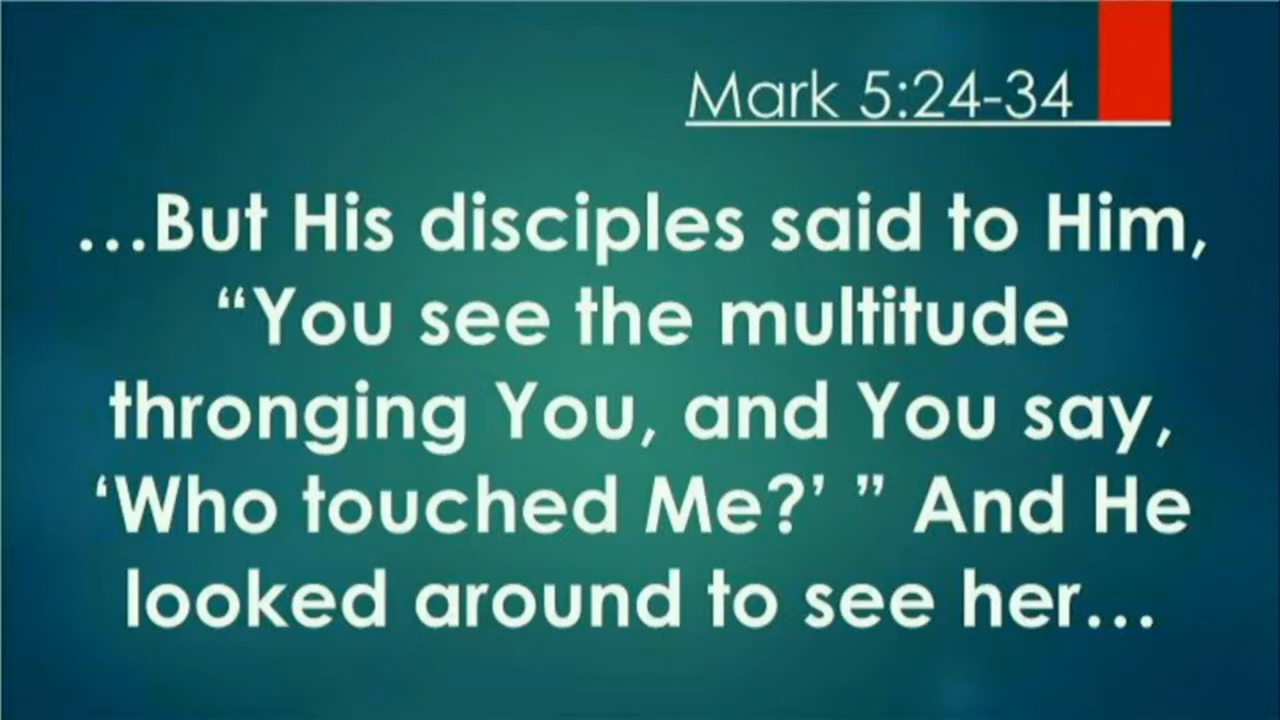 Mark 5:24-34
…But His disciples said to Him,
“You see the multitude
thronging You, and You say,
‘Who touched Me?’ ” And He
looked around to see her…